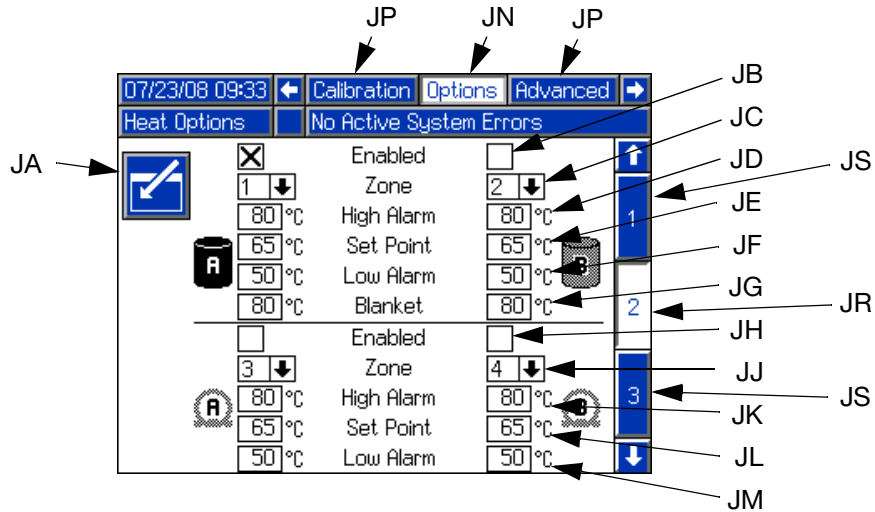 JP JN JP
07/23/08 09:33 Calibration Options Advanced JB
Heat Options No Active System Errors JC
JA Enabled JD
1 Zone 2 JS
80 °C High Alarm 80 °C 1 JE
A 65 °C Set Point 65 °C B JF
50 °C Low Alarm 50 °C JG
80 °C Blanket 80 °C 2 JR
Enabled JH
3 Zone 4 JJ
A 80 °C High Alarm 80 °C B 3 JS
JK
65 °C Set Point 65 °C JL
50 °C Low Alarm 50 °C JM